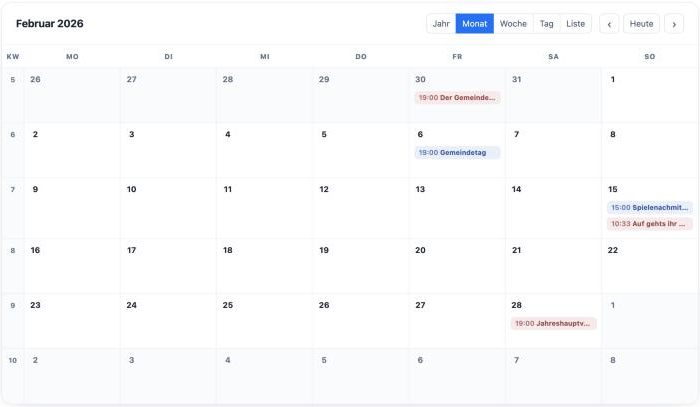 Februar 2026 Jahr Monat Woche Tag Liste ‹ Heute ›
KW MO DI MI DO FR SA SO
5 26 27 28 29 30 31 1
19:00 Der Gemeinde...
6 2 3 4 5 6 7 8
19:00 Gemeindetag
7 9 10 11 12 13 14 15
15:00 Spielenachmit...
10:33 Auf gehts ihr ...
8 16 17 18 19 20 21 22
9 23 24 25 26 27 28 1
19:00 Jahreshauptv...
10 2 3 4 5 6 7 8